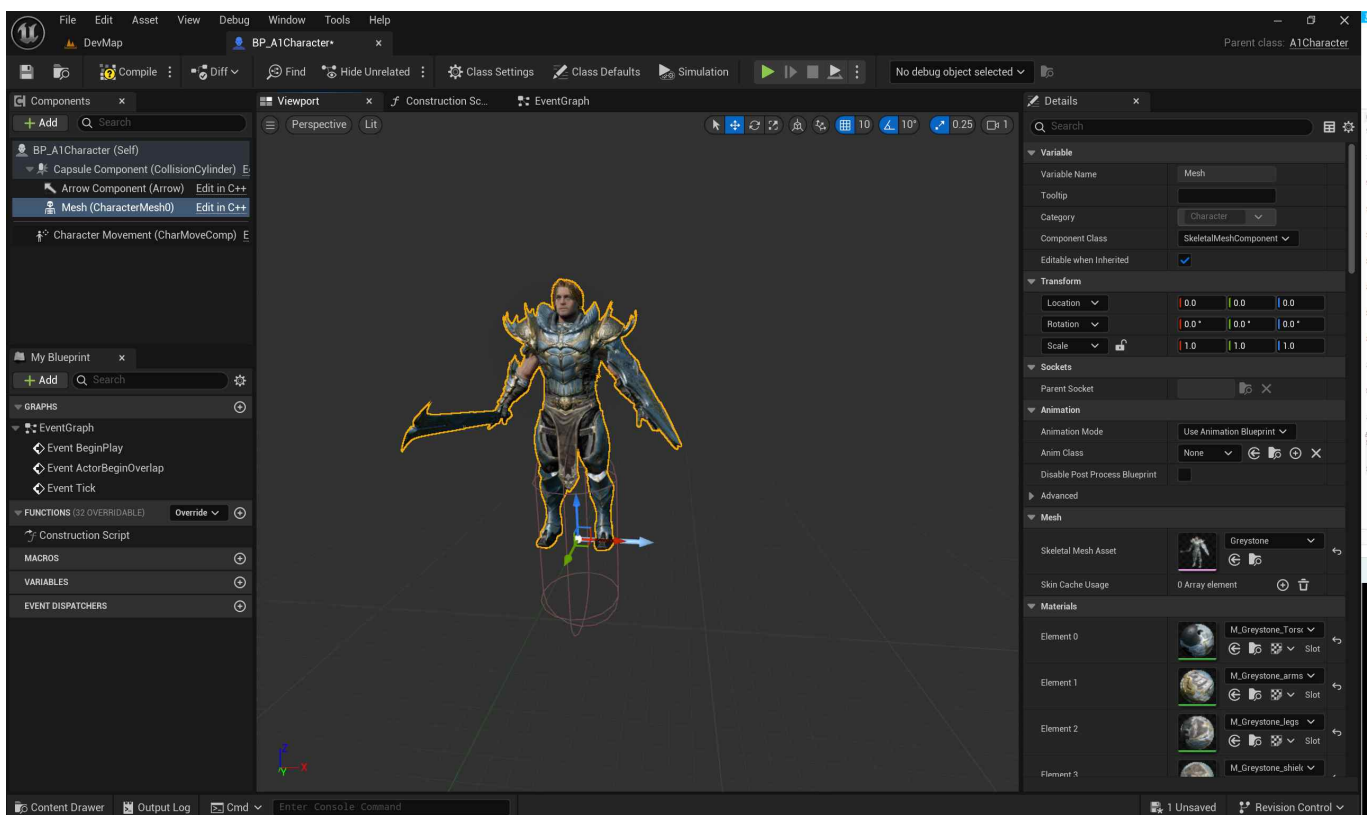 File Edit Asset View Debug Window Tools Help
DevMap BP_A1Character* Parent class: A1Character
Compile Diff Find Hide Unrelated Class Settings Class Defaults Simulation No debug object selected
Components Viewport Construction Sc... EventGraph Details
+ Add Search Perspective Lit 10 10° 0.25 1 Search
BP_A1Character (Self)
Capsule Component (CollisionCylinder) E
Arrow Component (Arrow) Edit in C++
Mesh (CharacterMesh0) Edit in C++
Character Movement (CharMoveComp) E
My Blueprint
+ Add Search
GRAPHS
EventGraph
Event BeginPlay
Event ActorBeginOverlap
Event Tick
FUNCTIONS (32 OVERRIDABLE) Override
Construction Script
MACROS
VARIABLES
EVENT DISPATCHERS
Z
Y X
Variable
Variable Name Mesh
Tooltip
Category Character
Component Class SkeletalMeshComponent
Editable when Inherited
Transform
Location 0.0 0.0 0.0
Rotation 0.0° 0.0° 0.0°
Scale 1.0 1.0 1.0
Sockets
Parent Socket
Animation
Animation Mode Use Animation Blueprint
Anim Class None
Disable Post Process Blueprint
Advanced
Mesh
Skeletal Mesh Asset Greystone
Skin Cache Usage 0 Array element
Materials
Element 0 M_Greystone_Torso
Slot
Element 1 M_Greystone_arms
Slot
Element 2 M_Greystone_legs
Slot
Element 3 M_Greystone_shiel
Content Drawer Output Log Cmd Enter Console Command 1 Unsaved Revision Control